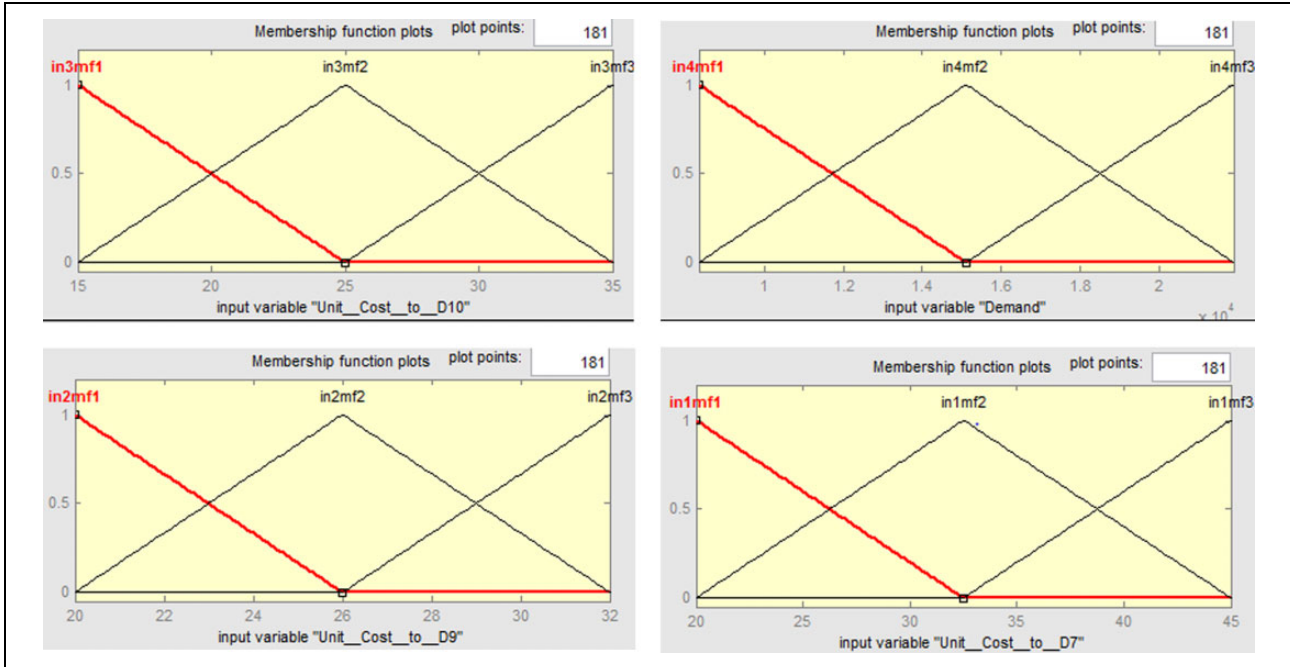 Membership function plots plot points: 181
in3mf1 in3mf2 in3mf3
1
0.5
0
15 20 25 30 35
input variable "Unit__Cost__to__D10"
Membership function plots plot points: 181
in4mf1 in4mf2 in4mf3
1
0.5
0
1 1.2 1.4 1.6 1.8 2
input variable "Demand"
x 10^4
Membership function plots plot points: 181
in2mf1 in2mf2 in2mf3
1
0.5
0
20 22 24 26 28 30 32
input variable "Unit__Cost__to__D9"
Membership function plots plot points: 181
in1mf1 in1mf2 in1mf3
1
0.5
0
20 25 30 35 40 45
input variable "Unit__Cost__to__D7"